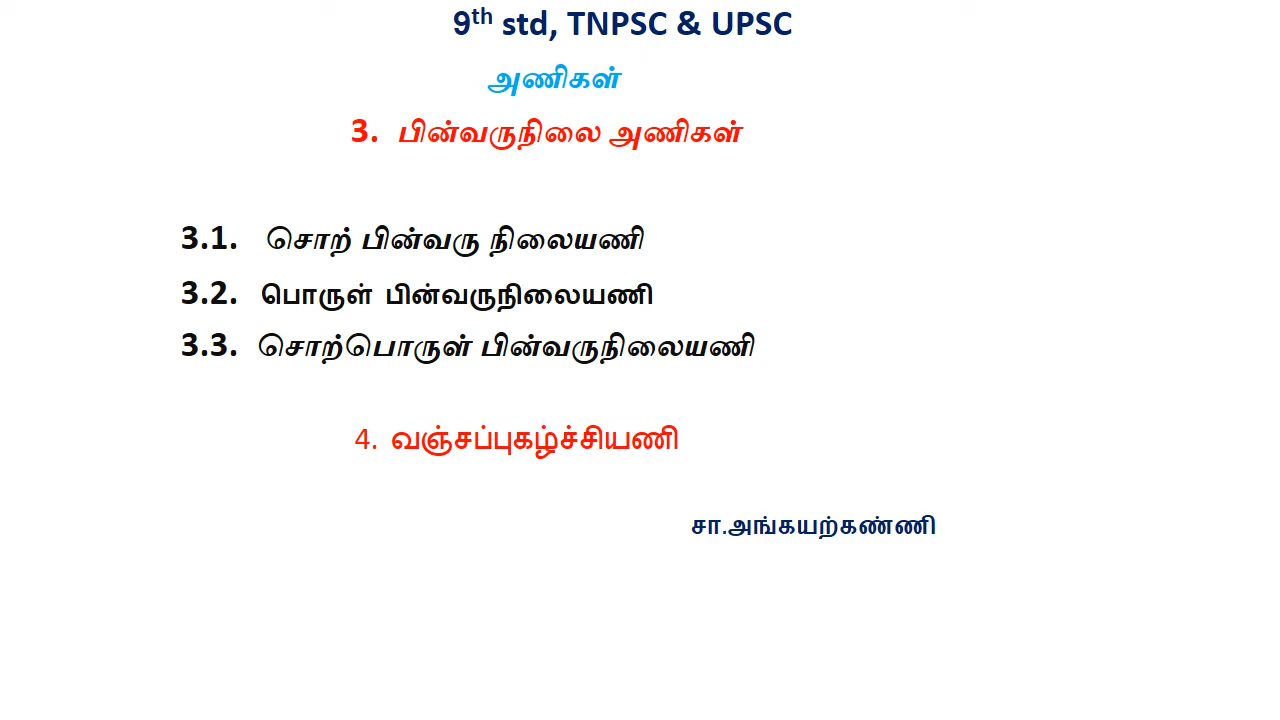 9th std, TNPSC & UPSC
அணிகள்
3. பின்வருநிலை அணிகள்
3.1. சொற் பின்வரு நிலையணி
3.2. பொருள் பின்வருநிலையணி
3.3. சொற்பொருள் பின்வருநிலையணி
4. வஞ்சப்புகழ்ச்சியணி
சா.அங்கயற்கண்ணி